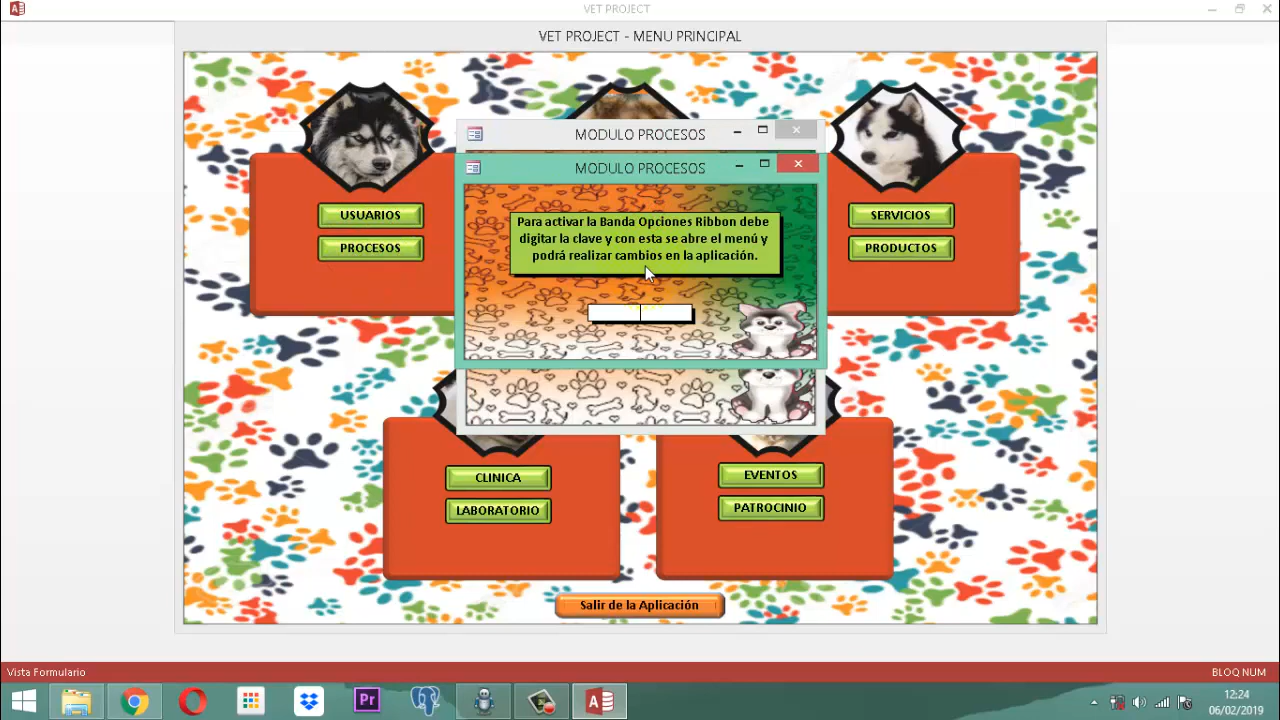 VET PROJECT
VET PROJECT - MENU PRINCIPAL
MODULO PROCESOS
MODULO PROCESOS
Para activar la Banda Opciones Ribbon debe
digitar la clave y con esta se abre el menú y
podrá realizar cambios en la aplicación.
USUARIOS
PROCESOS
SERVICIOS
PRODUCTOS
CLINICA
LABORATORIO
EVENTOS
PATROCINIO
Salir de la Aplicación
Vista Formulario
BLOQ NUM
Pr
12:24
06/02/2019